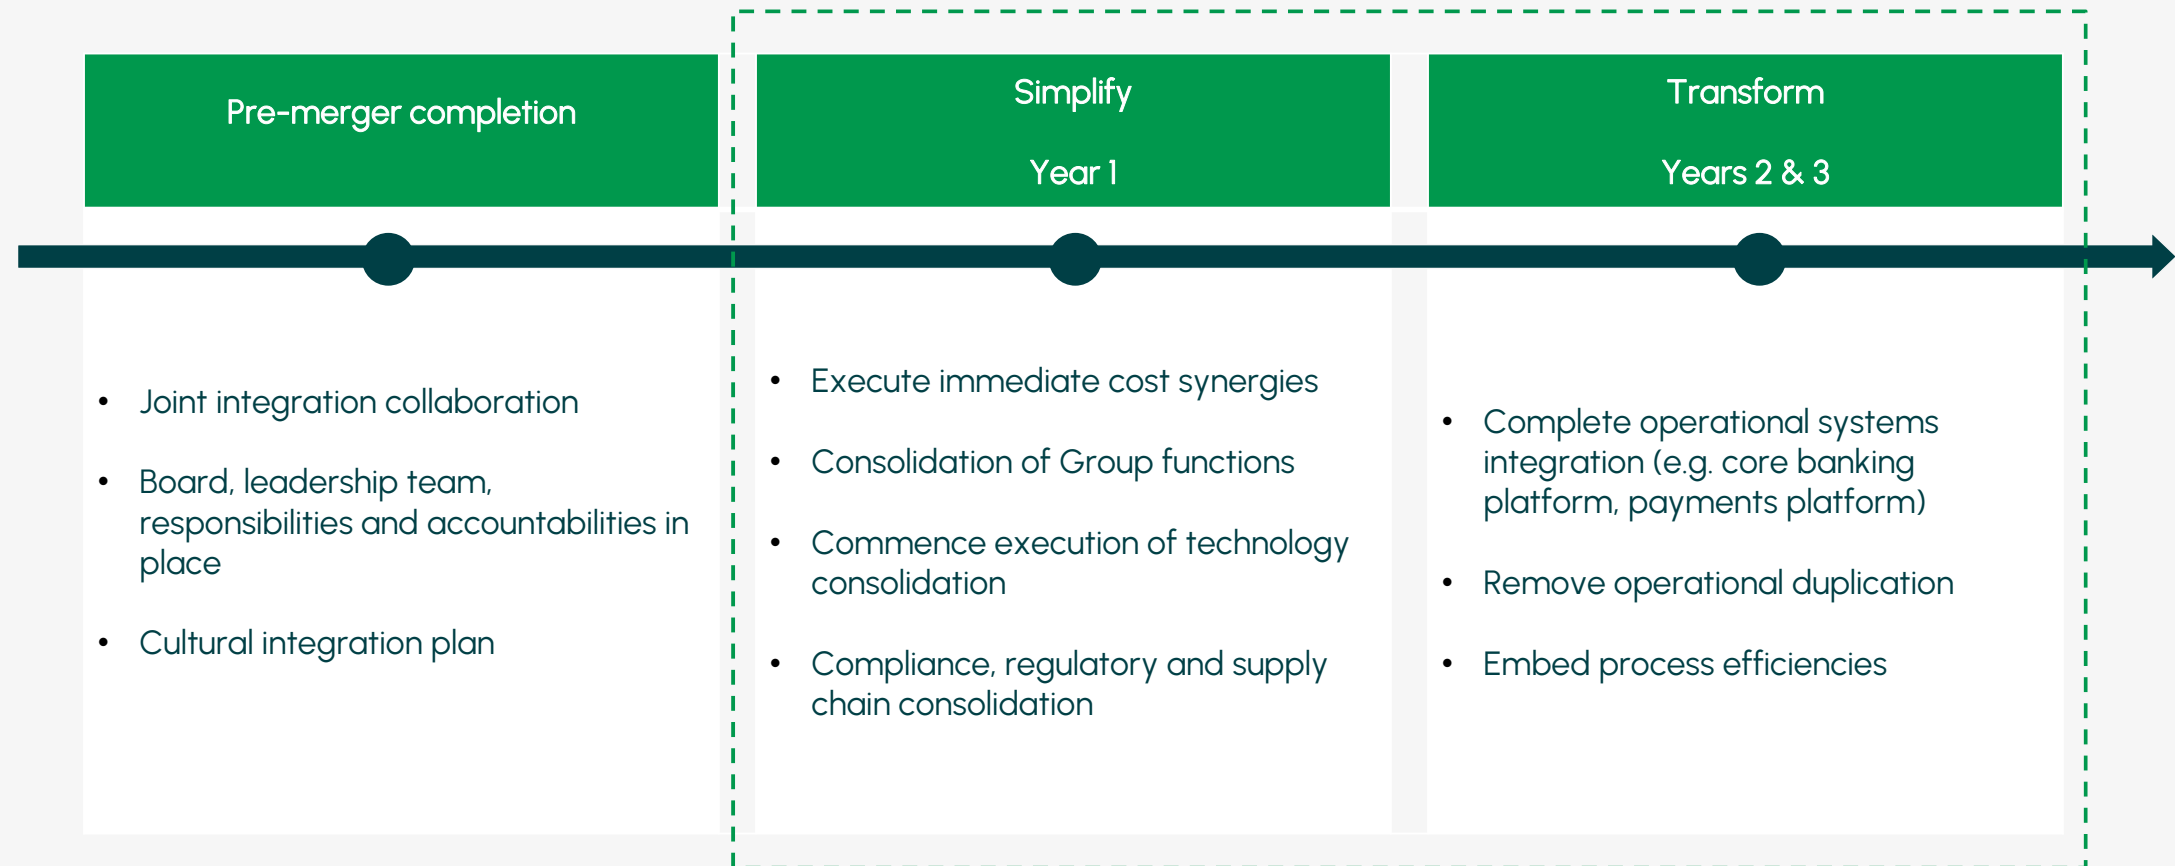 Pre-merger completion
Simplify
Year 1
Transform
Years 2 & 3
• Joint integration collaboration
• Board, leadership team,
responsibilities and accountabilities in
place
• Cultural integration plan
• Execute immediate cost synergies
• Consolidation of Group functions
• Commence execution of technology
consolidation
• Compliance, regulatory and supply
chain consolidation
• Complete operational systems
integration (e.g. core banking
platform, payments platform)
• Remove operational duplication
• Embed process efficiencies